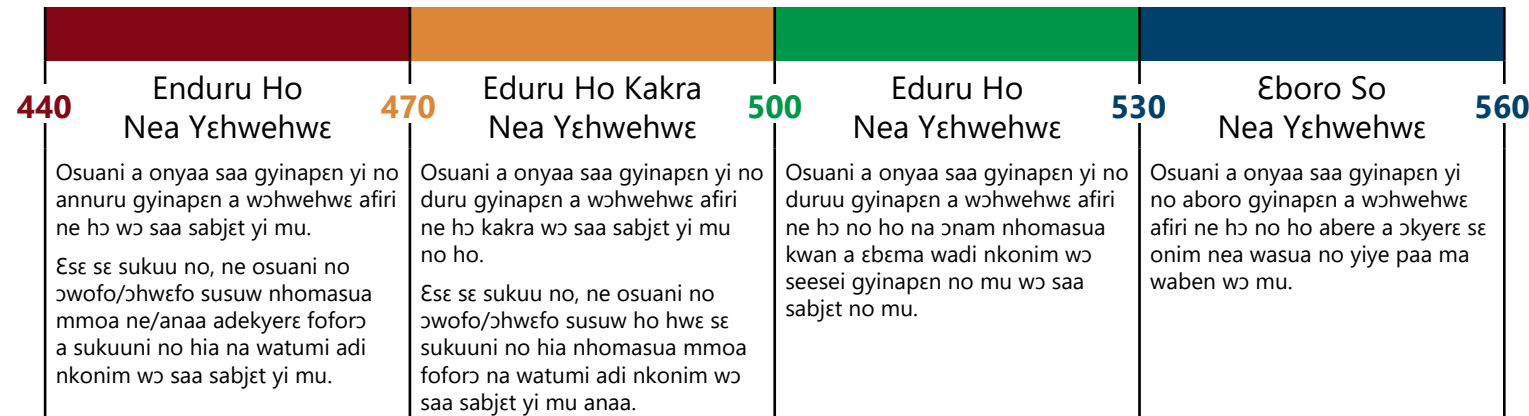 440
Enduru Ho
Nea Yɛhwehwɛ
Osuani a onyaa saa gyinapɛn yi no
annuru gyinapɛn a wɔhwehwɛ afiri
ne hɔ wɔ saa sabjɛt yi mu.
Ɛsɛ sɛ sukuu no, ne osuani no
ɔwofo/ɔhwɛfo susuw nhomasua
mmoa ne/anaa adekyerɛ foforɔ
a sukuuni no hia na watumi adi
nkonim wɔ saa sabjɛt yi mu.
470
Eduru Ho Kakra
Nea Yɛhwehwɛ
Osuani a onyaa saa gyinapɛn yi no
duru gyinapɛn a wɔhwehwɛ afiri
ne hɔ kakra wɔ saa sabjɛt yi mu
no ho.
Ɛsɛ sɛ sukuu no, ne osuani no
ɔwofo/ɔhwɛfo susuw ho hwɛ sɛ
sukuuni no hia nhomasua mmoa
foforɔ na watumi adi nkonim wɔ
saa sabjɛt yi mu anaa.
500
Eduru Ho
Nea Yɛhwehwɛ
Osuani a onyaa saa gyinapɛn yi no
duruu gyinapɛn a wɔhwehwɛ afiri
ne hɔ no ho na ɔnam nhomasua
kwan a ɛbɛma wadi nkonim wɔ
seesei gyinapɛn no mu wɔ saa
sabjɛt no mu.
530
Ɛboro So
Nea Yɛhwehwɛ
Osuani a onyaa saa gyinapɛn yi
no aboro gyinapɛn a wɔhwehwɛ
afiri ne hɔ no ho abere a ɔkyerɛ sɛ
onim nea wasua no yiye paa ma
waben wɔ mu.
560